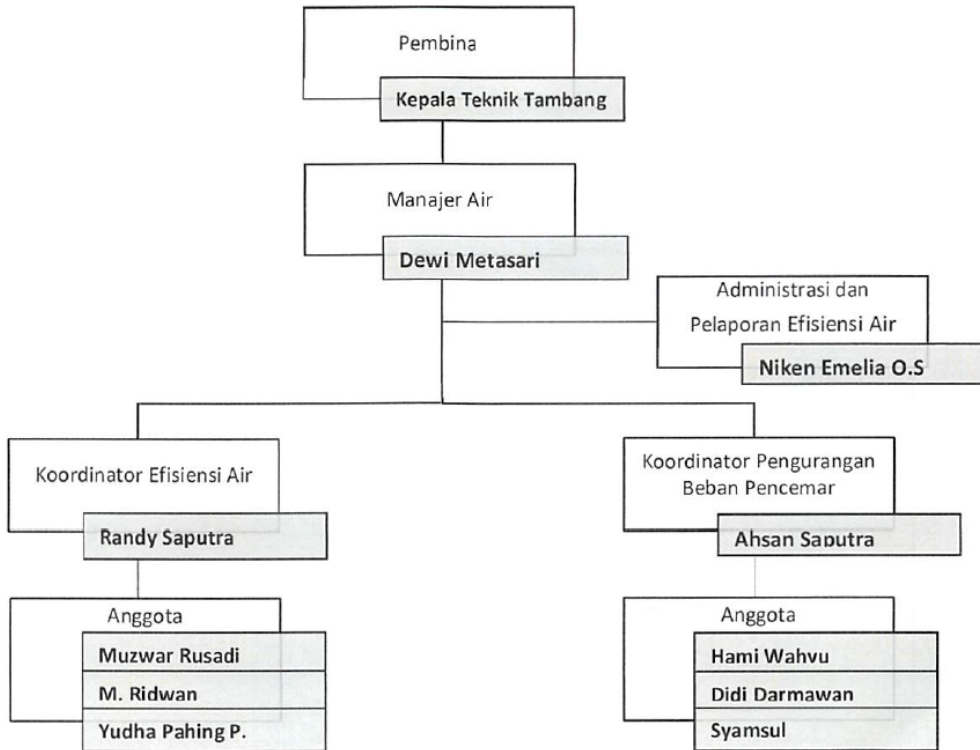 Pembina
Kepala Teknik Tambang
Manajer Air
Dewi Metasari
Administrasi dan
Pelaporan Efisiensi Air
Niken Emelia O.S
Koordinator Efisiensi Air
Randy Saputra
Koordinator Pengurangan
Beban Pencemar
Ahsan Saputra
Anggota
Muzwar Rusadi
M. Ridwan
Yudha Pahing P.
Anggota
Hami Wahvu
Didi Darmawan
Syamsul